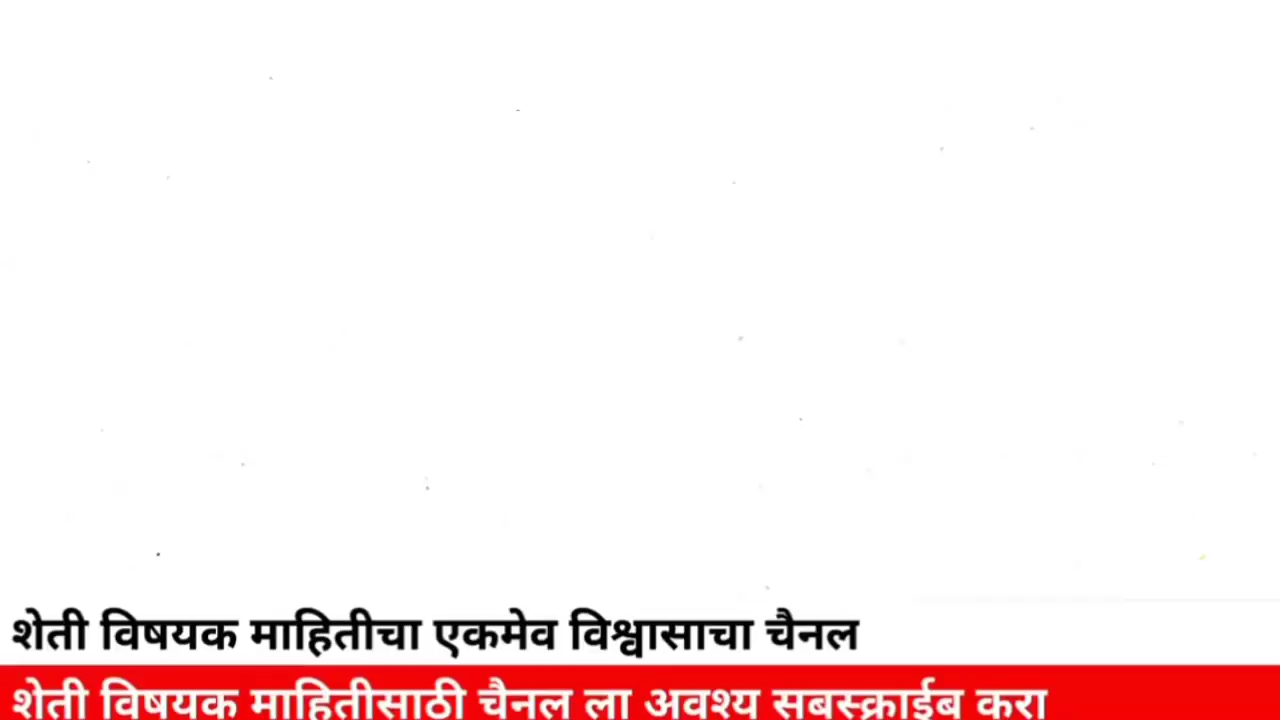 शेती विषयक माहितीचा एकमेव विश्वासाचा चैनल
शेती विषयक माहितीसाठी चैनल ला अवश्य सबस्क्राईब करा